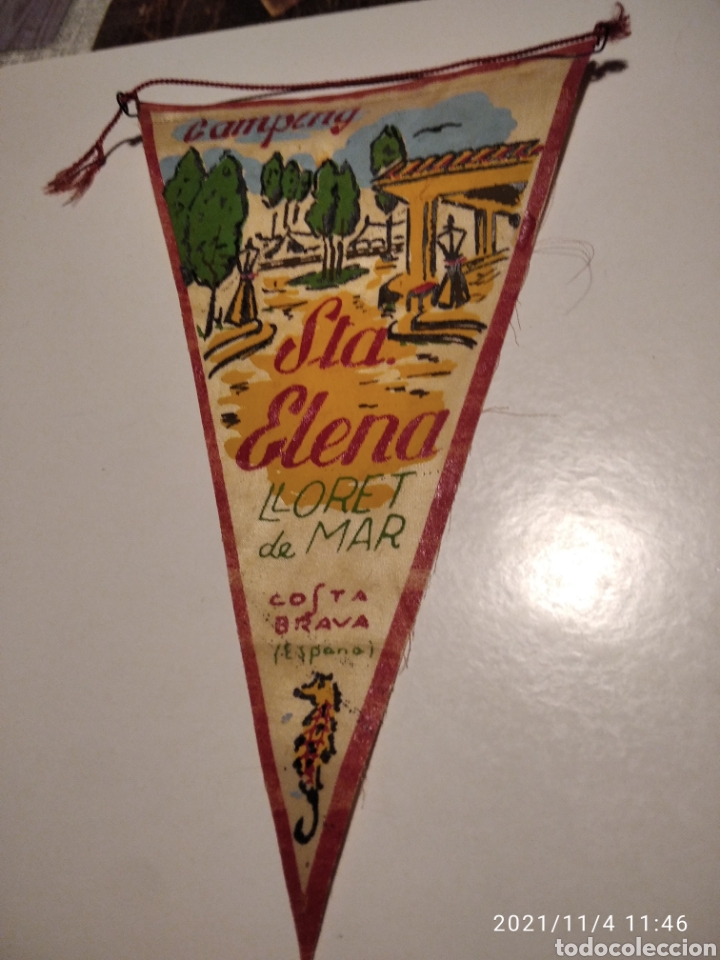 Camping
Sta.
Elena
LLORET
de MAR
COSTA
BRAVA
(España)
2021/11/4 11:46
todocoleccion